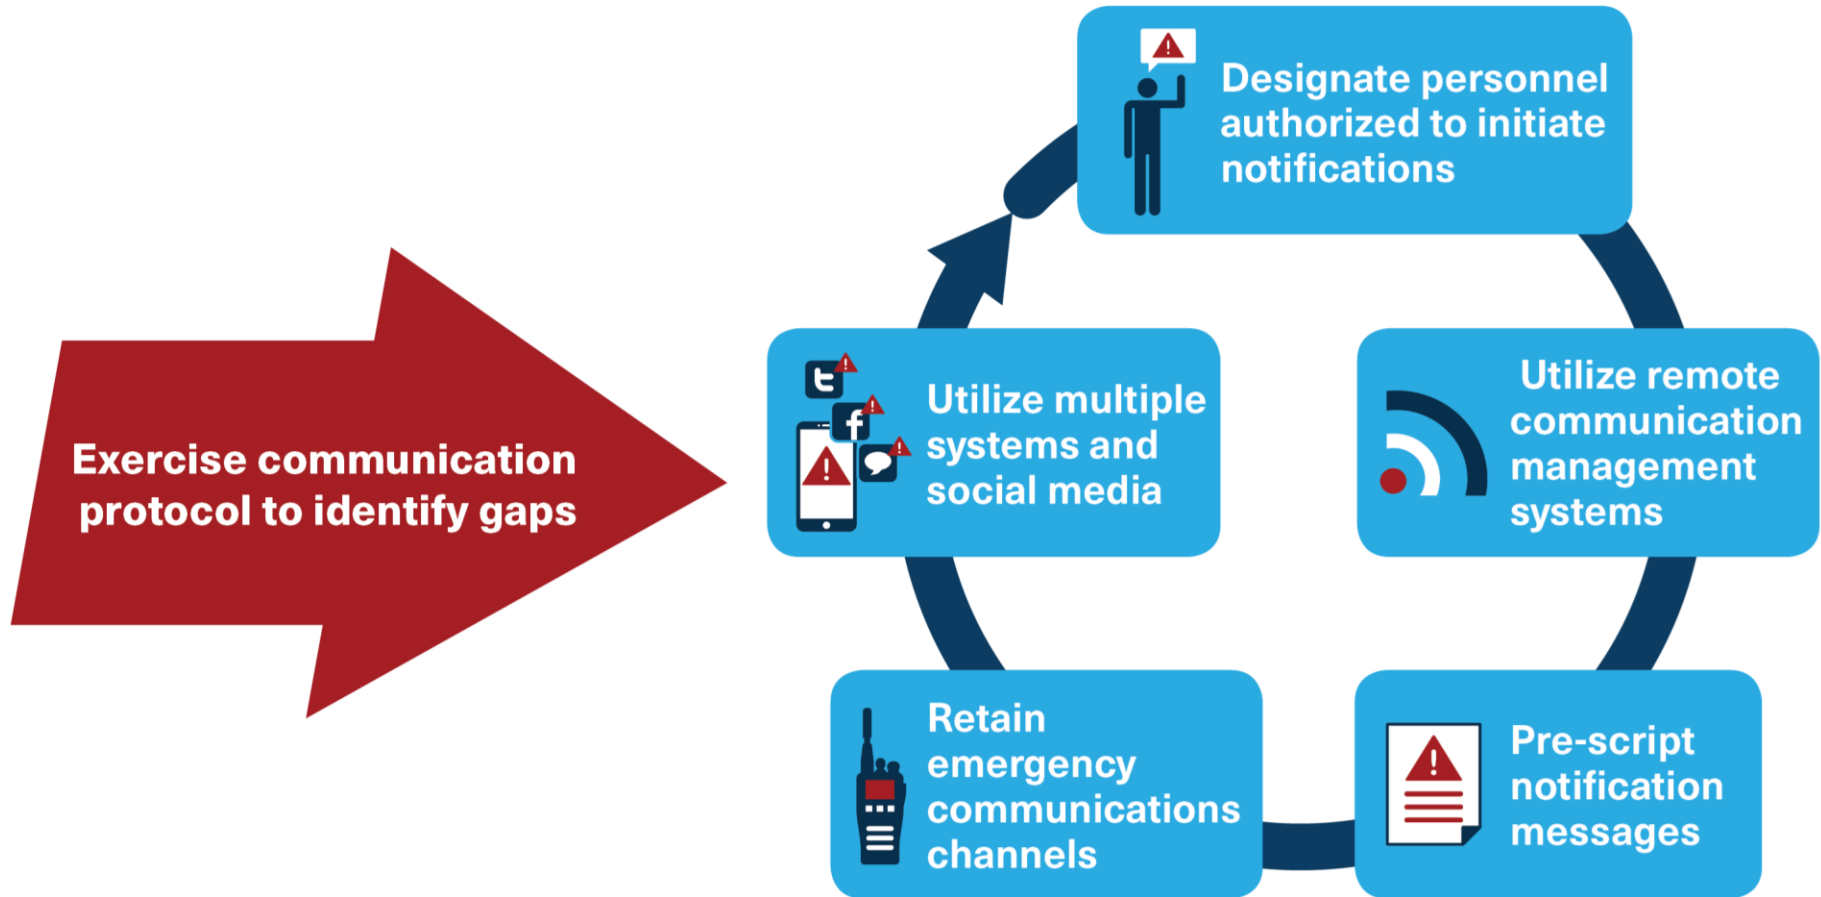 Exercise communication
protocol to identify gaps
Designate personnel
authorized to initiate
notifications
Utilize remote
communication
management
systems
Pre-script
notification
messages
Retain
emergency
communications
channels
Utilize multiple
systems and
social media